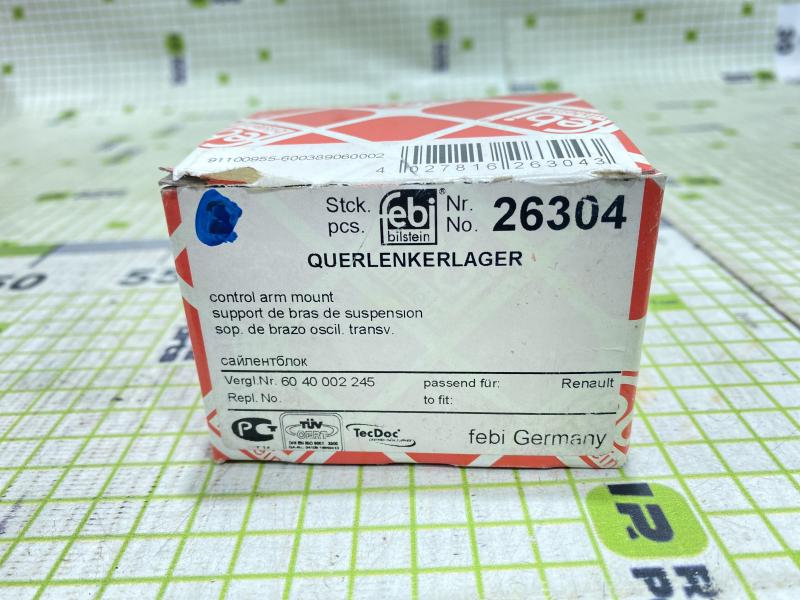 febi
91100955-600389060002
4 027816 263043
Stck. febi® Nr. 26304
pcs. bilstein No.
QUERLENKERLAGER
control arm mount
support de bras de suspension
sop. de brazo oscil. transv.
сайлентблок
Vergl.Nr. 60 40 002 245 passend für: Renault
Repl. No. to fit:
PCT TÜV CERT TecDoc febi Germany